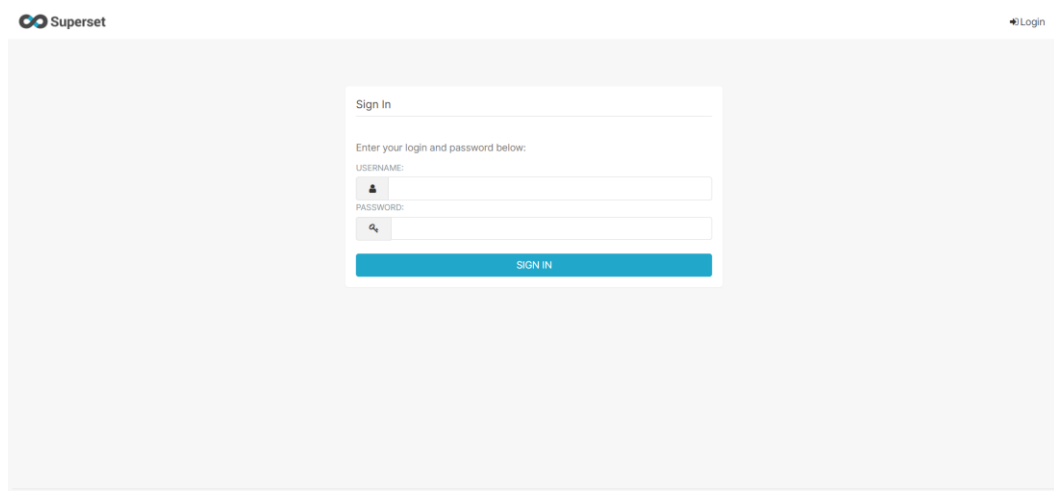 Superset
Login
Sign In
Enter your login and password below:
USERNAME:
PASSWORD:
SIGN IN